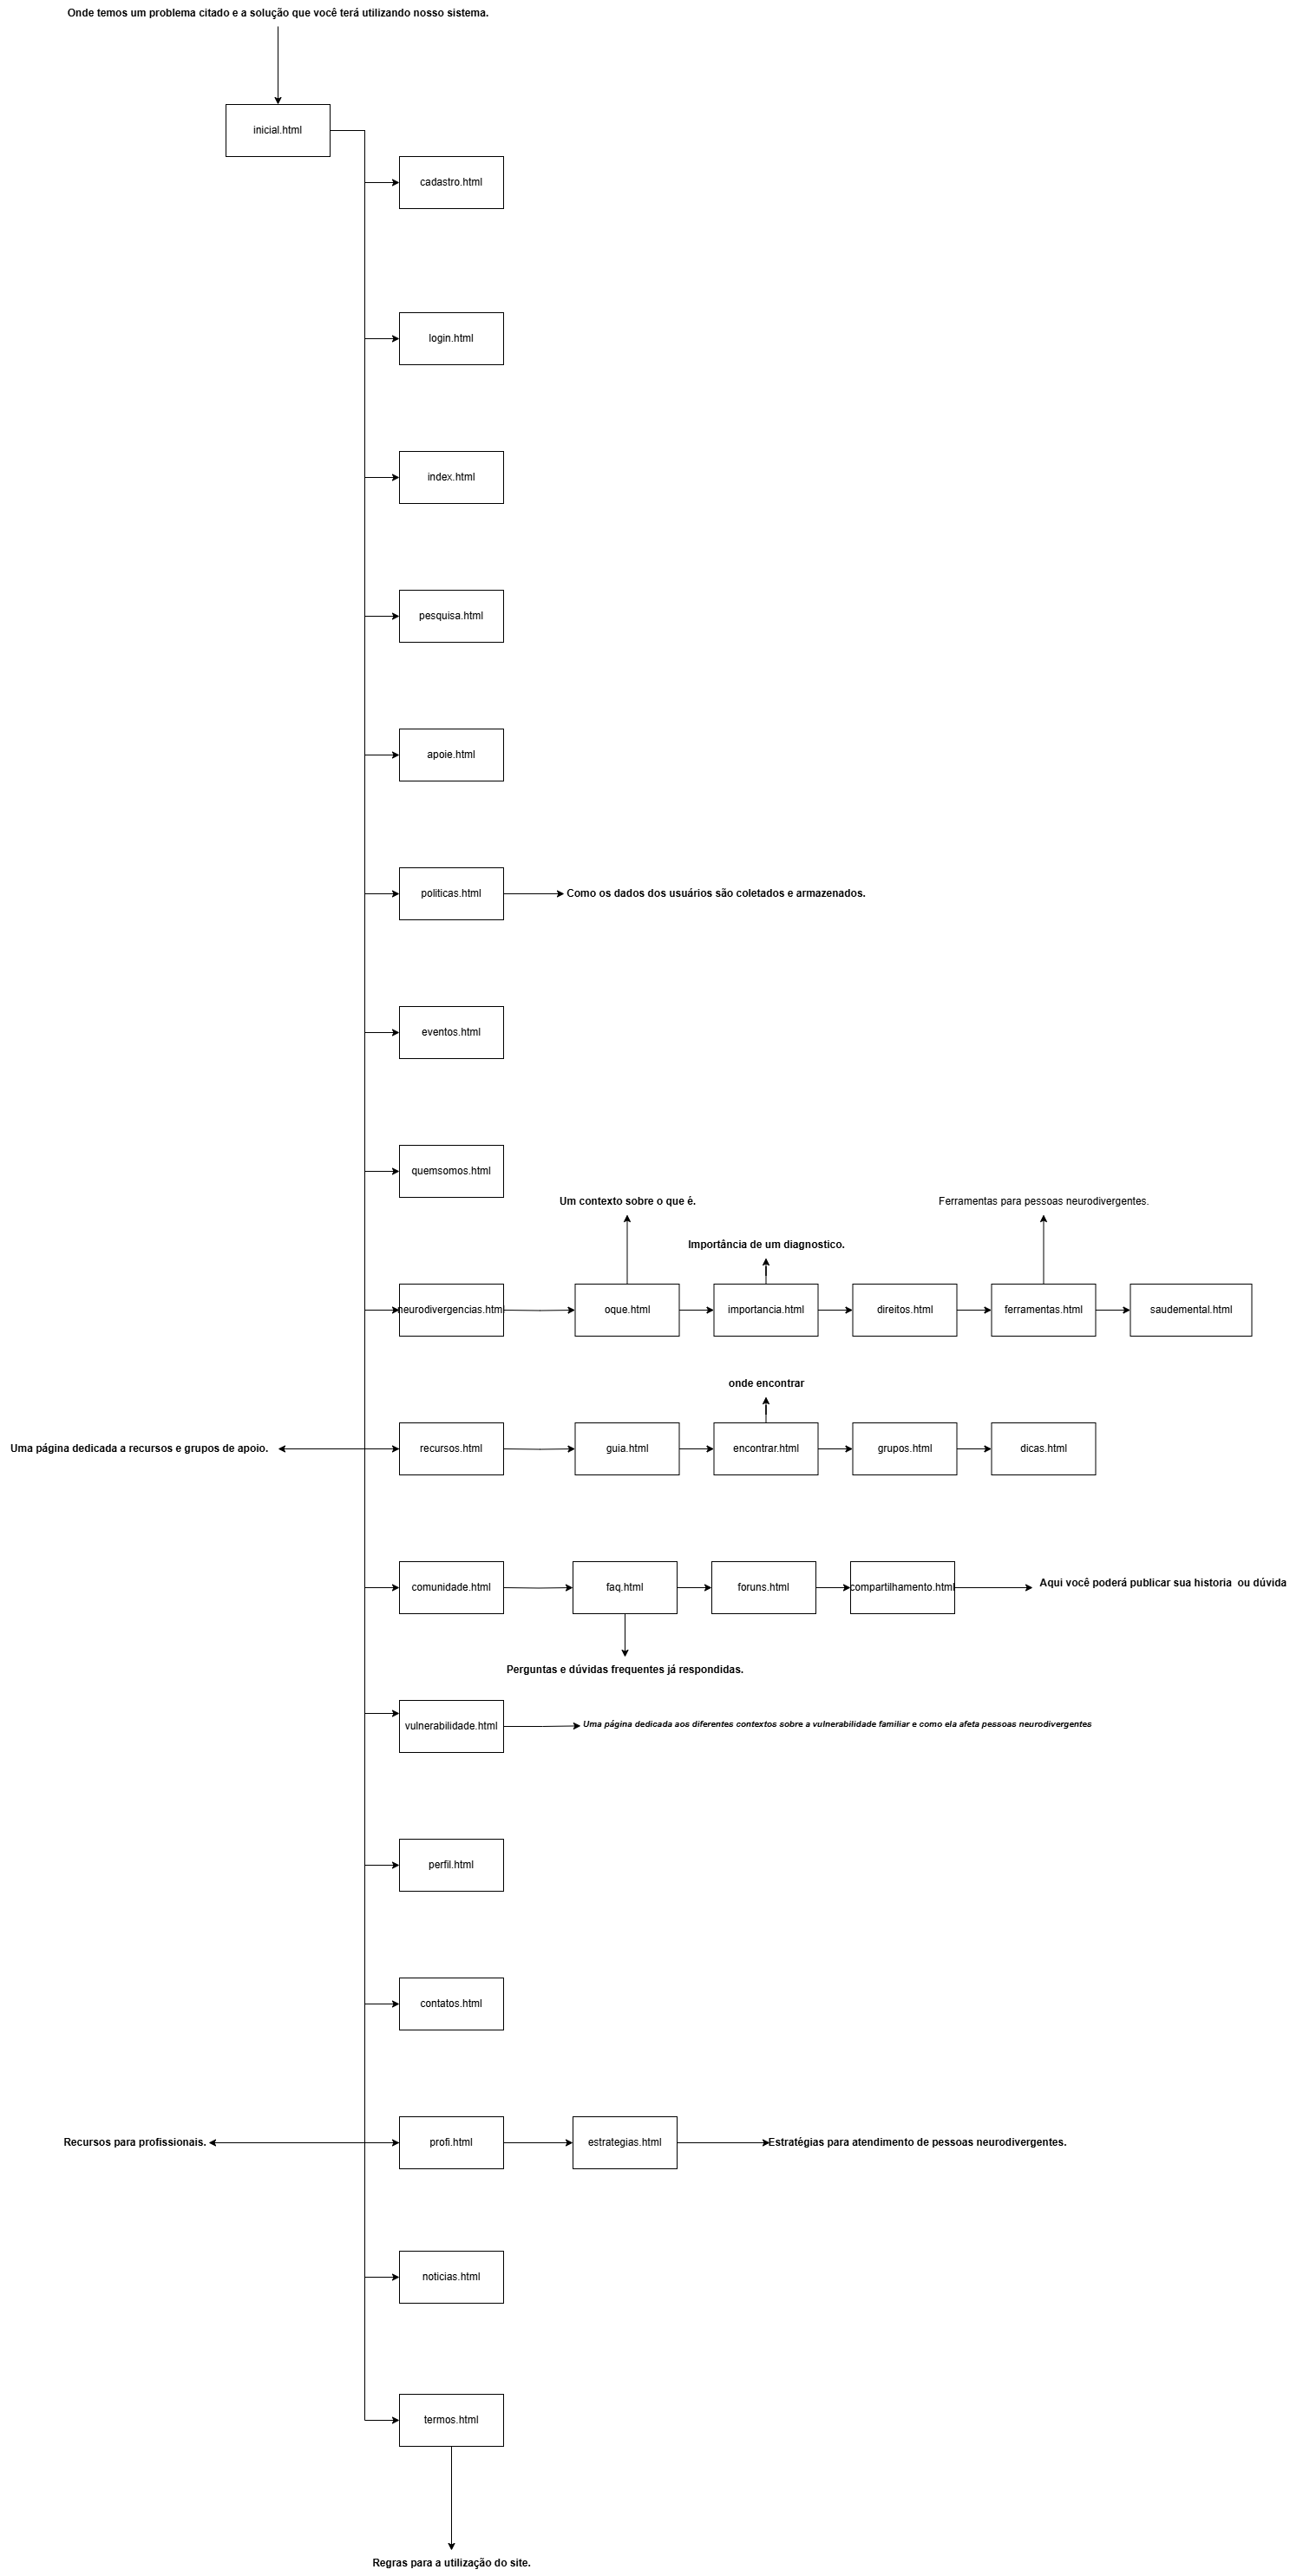 Onde temos um problema citado e a solução que você terá utilizando nosso sistema.
inicial.html
cadastro.html
login.html
index.html
pesquisa.html
apoie.html
politicas.html
Como os dados dos usuários são coletados e armazenados.
eventos.html
quemsomos.html
Um contexto sobre o que é.
Ferramentas para pessoas neurodivergentes.
Importância de um diagnostico.
neurodivergencias.html
oque.html
importancia.html
direitos.html
ferramentas.html
saudemental.html
onde encontrar
Uma página dedicada a recursos e grupos de apoio.
recursos.html
guia.html
encontrar.html
grupos.html
dicas.html
comunidade.html
faq.html
foruns.html
compartilhamento.html
Aqui você poderá publicar sua historia  ou dúvida
Perguntas e dúvidas frequentes já respondidas.
vulnerabilidade.html
Uma página dedicada aos diferentes contextos sobre a vulnerabilidade familiar e como ela afeta pessoas neurodivergentes
perfil.html
contatos.html
Recursos para profissionais.
profi.html
estrategias.html
Estratégias para atendimento de pessoas neurodivergentes.
noticias.html
termos.html
Regras para a utilização do site.